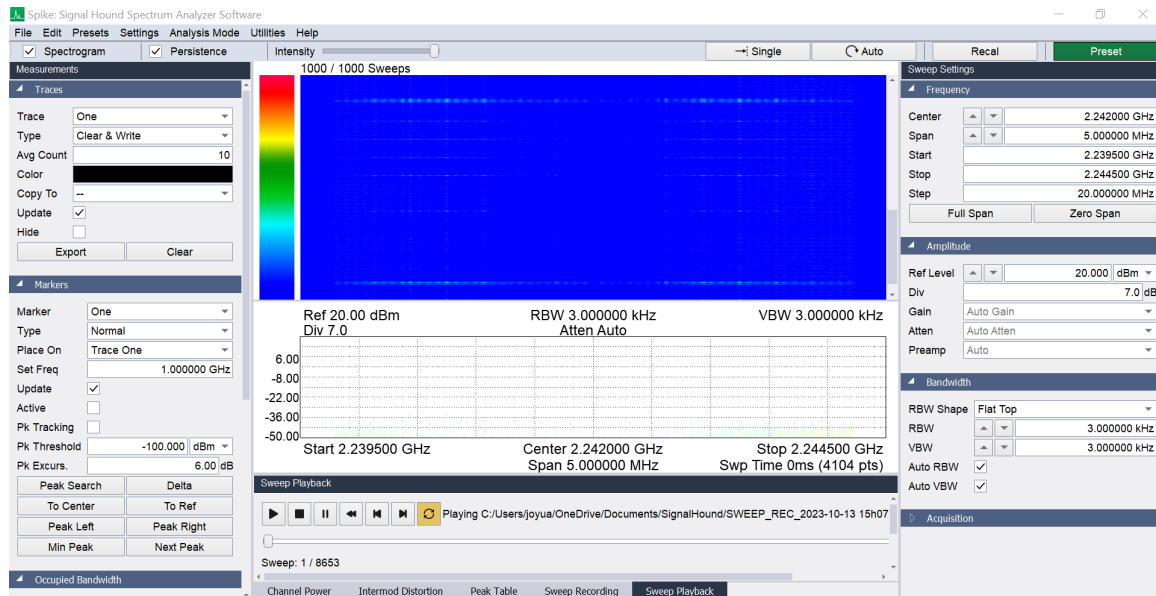 Spike: Signal Hound Spectrum Analyzer Software
File Edit Presets Settings Analysis Mode Utilities Help
Spectrogram Persistence Intensity Single Auto Recal Preset
Measurements
Traces
Trace One
Type Clear & Write
Avg Count 10
Color
Copy To --
Update
Hide
Export Clear
Markers
Marker One
Type Normal
Place On Trace One
Set Freq 1.000000 GHz
Update
Active
Pk Tracking
Pk Threshold -100.000 dBm
Pk Excurs. 6.00 dB
Peak Search Delta
To Center To Ref
Peak Left Peak Right
Min Peak Next Peak
Occupied Bandwidth
1000 / 1000 Sweeps
Ref 20.00 dBm RBW 3.000000 kHz VBW 3.000000 kHz
Div 7.0 Atten Auto
6.00
-8.00
-22.00
-36.00
-50.00
Start 2.239500 GHz Center 2.242000 GHz Stop 2.244500 GHz
Span 5.000000 MHz Swp Time 0ms (4104 pts)
Sweep Playback
Playing C:/Users/joyua/OneDrive/Documents/SignalHound/SWEEP_REC_2023-10-13 15h07
Sweep: 1 / 8653
Channel Power Intermod Distortion Peak Table Sweep Recording Sweep Playback
Sweep Settings
Frequency
Center 2.242000 GHz
Span 5.000000 MHz
Start 2.239500 GHz
Stop 2.244500 GHz
Step 20.000000 MHz
Full Span Zero Span
Amplitude
Ref Level 20.000 dBm
Div 7.0 dB
Gain Auto Gain
Atten Auto Atten
Preamp Auto
Bandwidth
RBW Shape Flat Top
RBW 3.000000 kHz
VBW 3.000000 kHz
Auto RBW
Auto VBW
Acquisition